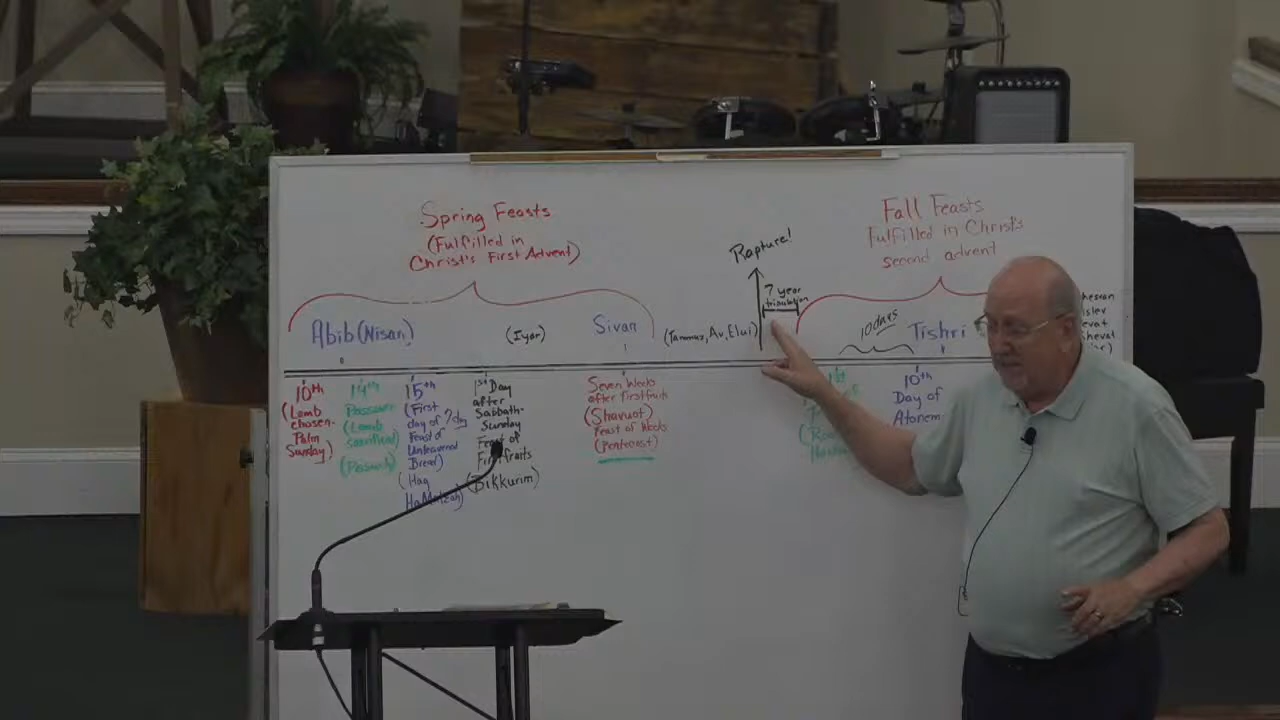 Spring Feasts
(Fulfilled in
Christ's First Advent)
Abib (Nisan)
(Iyar)
Sivan
(Tammuz, Av, Elul)
Rapture!
7 year
tribulation
Fall Feasts
Fulfilled in Christ's
second advent
10 days
Tishri
10th
(Lamb
chosen-
Palm
Sunday)
14th
Passover
(Lamb
sacrificed)
(Pesach)
15th
(First
day of 7 day
Feast of
Unleavened
Bread)
(Hag
HaMatzah)
1st Day
after
Sabbath-
Sunday
Feast of
Firstfruits
(Bikkurim)
Seven Weeks
after firstfruits
(Shavuot)
Feast of Weeks
(Pentecost)
10th
Day of